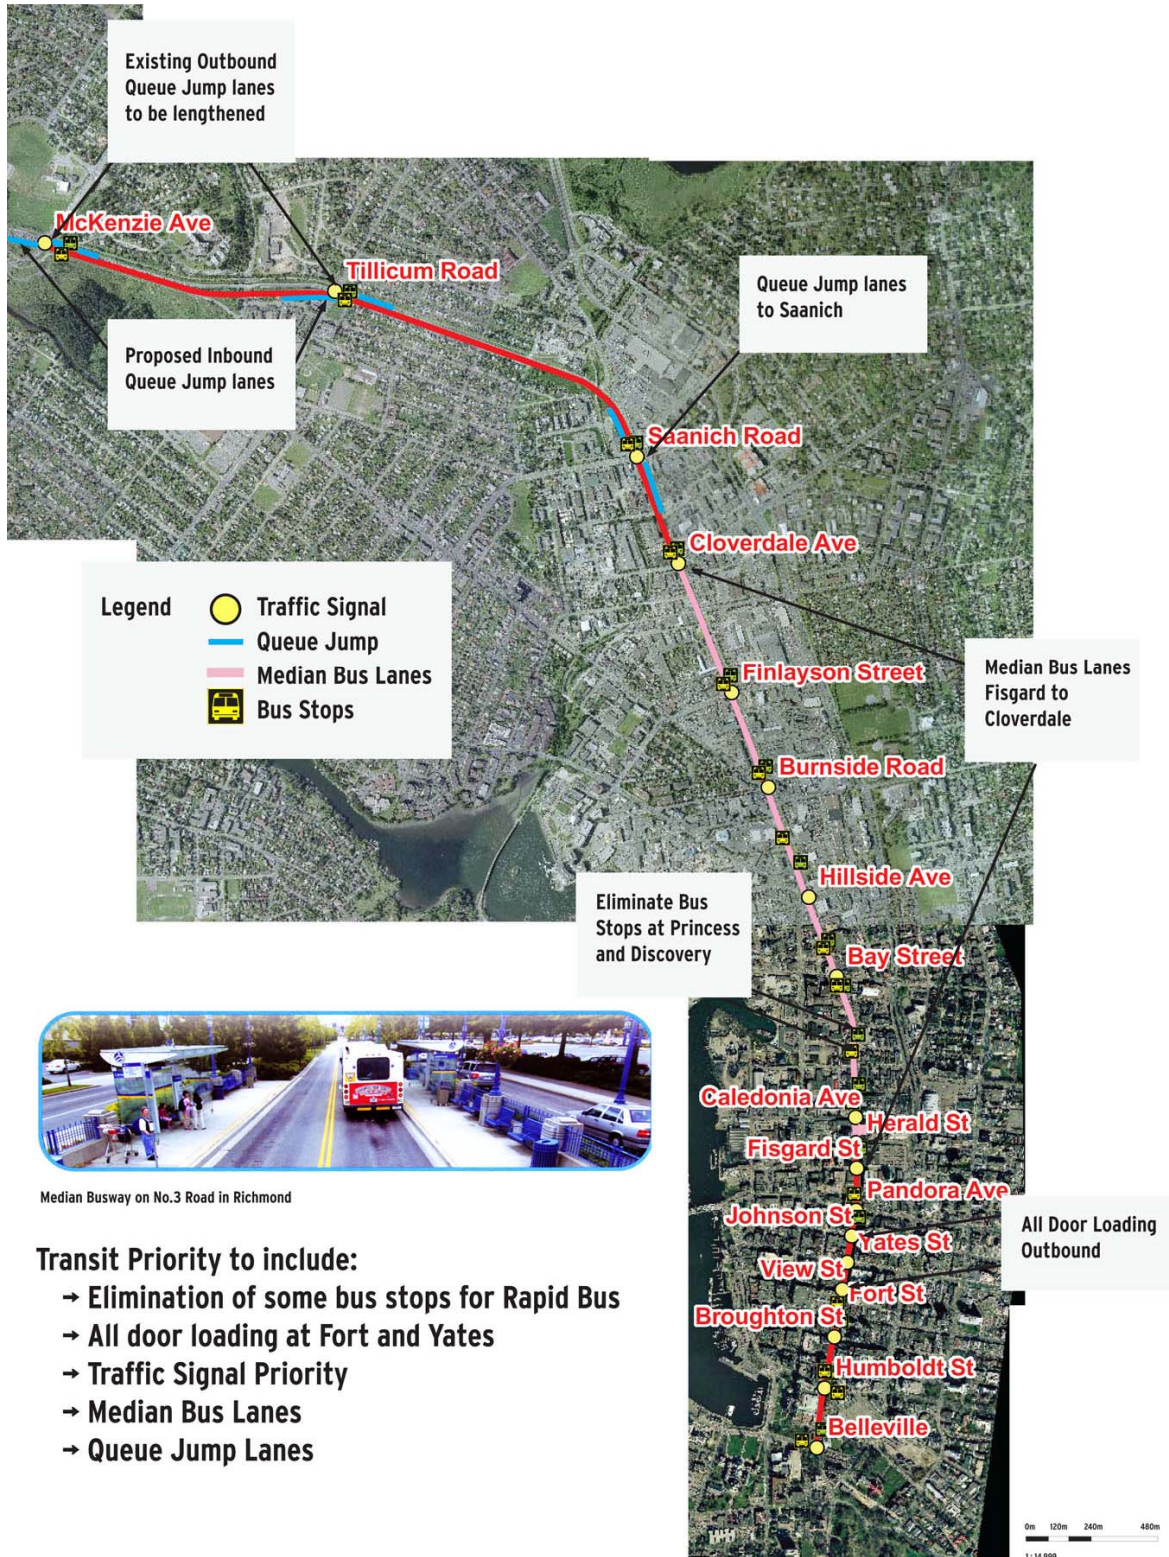 Existing Outbound
Queue Jump lanes
to be lengthened
McKenzie Ave
Tillicum Road
Queue Jump lanes
to Saanich
Proposed Inbound
Queue Jump lanes
Saanich Road
Cloverdale Ave
Legend
Traffic Signal
Queue Jump
Median Bus Lanes
Bus Stops
Finlayson Street
Median Bus Lanes
Fisgard to
Cloverdale
Burnside Road
Hillside Ave
Eliminate Bus
Stops at Princess
and Discovery
Bay Street
Caledonia Ave
Herald St
Fisgard St
Pandora Ave
Johnson St
Yates St
All Door Loading
Outbound
View St
Fort St
Broughton St
Humboldt St
Belleville
Median Busway on No.3 Road in Richmond
Transit Priority to include:
→ Elimination of some bus stops for Rapid Bus
→ All door loading at Fort and Yates
→ Traffic Signal Priority
→ Median Bus Lanes
→ Queue Jump Lanes
0m 120m 240m 480m